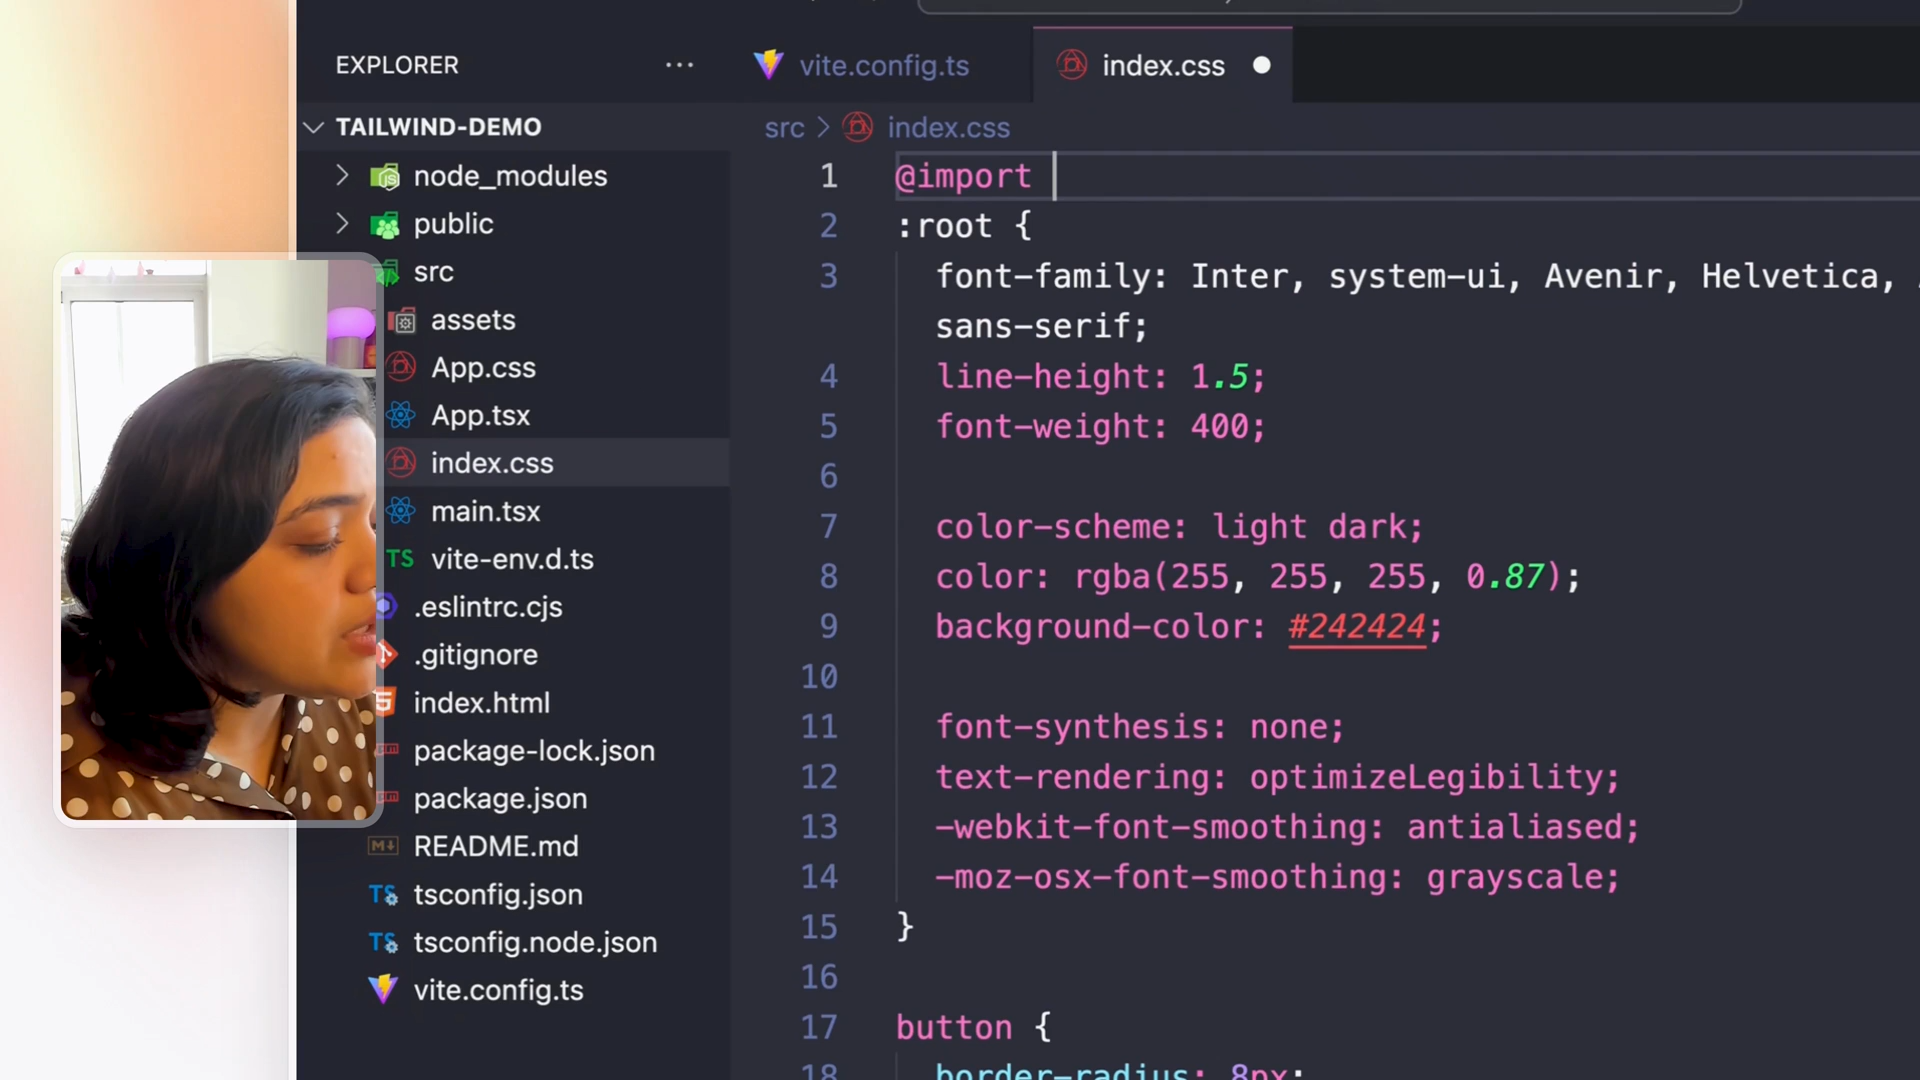 EXPLORER
TAILWIND-DEMO
node_modules
public
src
assets
App.css
App.tsx
index.css
main.tsx
TS vite-env.d.ts
.eslintrc.cjs
.gitignore
index.html
package-lock.json
package.json
README.md
tsconfig.json
tsconfig.node.json
vite.config.ts
vite.config.ts
index.css
src > index.css
1 @import
2 :root {
3 font-family: Inter, system-ui, Avenir, Helvetica,
sans-serif;
4 line-height: 1.5;
5 font-weight: 400;
6
7 color-scheme: light dark;
8 color: rgba(255, 255, 255, 0.87);
9 background-color: #242424;
10
11 font-synthesis: none;
12 text-rendering: optimizeLegibility;
13 -webkit-font-smoothing: antialiased;
14 -moz-osx-font-smoothing: grayscale;
15 }
16
17 button {
18 border-radius: 8px;